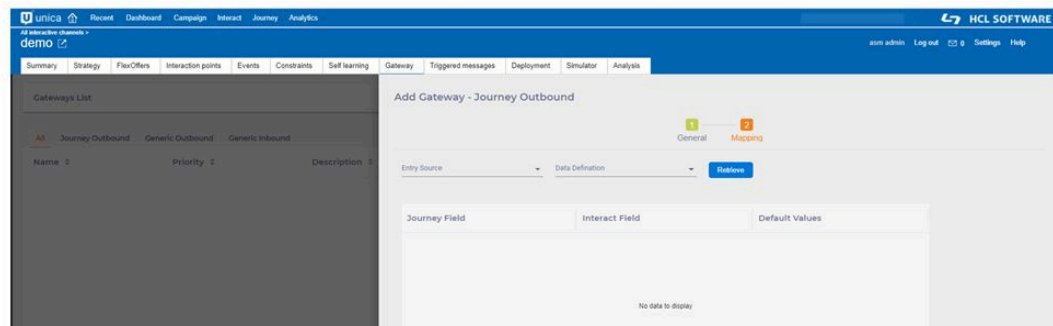 unica Recent Dashboard Campaign Interact Journey Analytics HCL SOFTWARE
All interactive channels >
demo asm admin Log out 0 Settings Help
Summary Strategy FlexOffers Interaction points Events Constraints Self learning Gateway Triggered messages Deployment Simulator Analysis
Gateways List
All Journey Outbound Generic Outbound Generic Inbound
Name Priority Description
Add Gateway - Journey Outbound
1 2
General Mapping
Entry Source Data Defination Retrieve
Journey Field Interact Field Default Values
No data to display